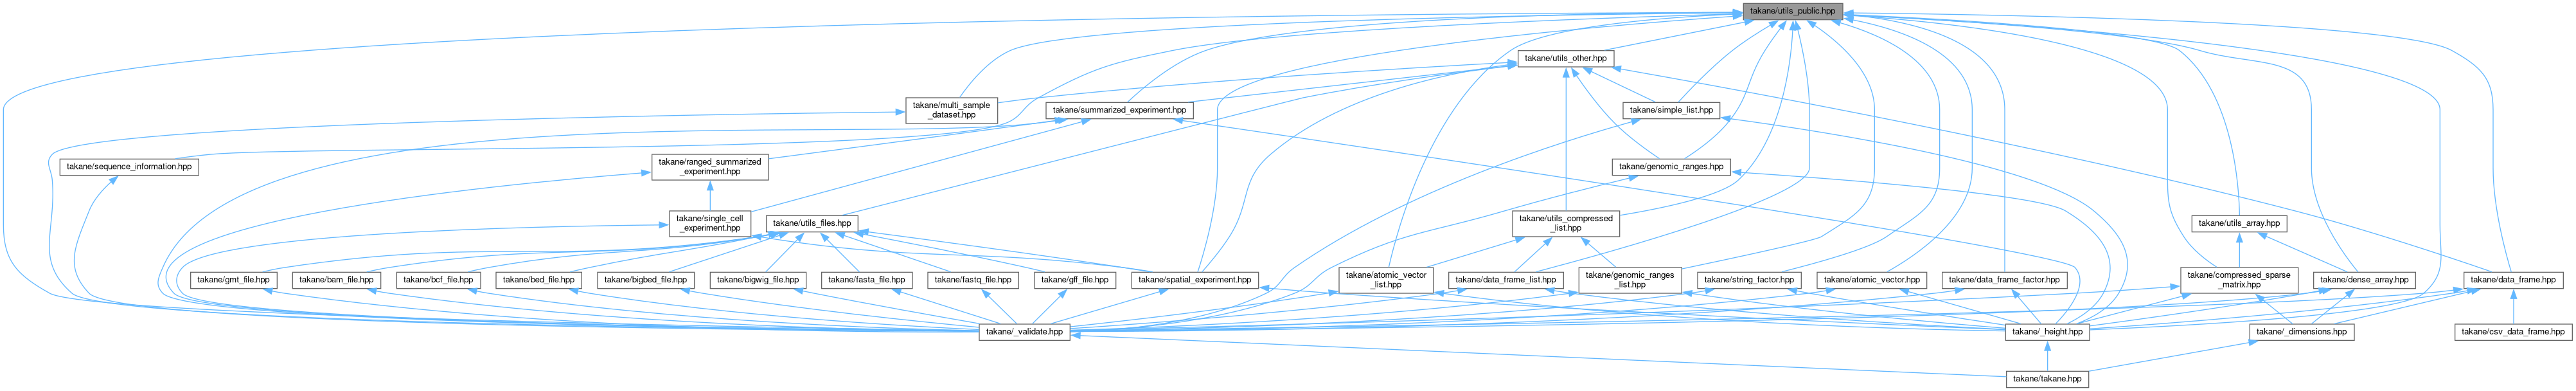 takane/utils_public.hpp
takane/utils_other.hpp
takane/multi_sample
_dataset.hpp
takane/summarized_experiment.hpp
takane/simple_list.hpp
takane/sequence_information.hpp
takane/ranged_summarized
_experiment.hpp
takane/genomic_ranges.hpp
takane/single_cell
_experiment.hpp
takane/utils_files.hpp
takane/utils_compressed
_list.hpp
takane/utils_array.hpp
takane/gmt_file.hpp
takane/bam_file.hpp
takane/bcf_file.hpp
takane/bed_file.hpp
takane/bigbed_file.hpp
takane/bigwig_file.hpp
takane/fasta_file.hpp
takane/fastq_file.hpp
takane/gff_file.hpp
takane/spatial_experiment.hpp
takane/atomic_vector
_list.hpp
takane/data_frame_list.hpp
takane/genomic_ranges
_list.hpp
takane/string_factor.hpp
takane/atomic_vector.hpp
takane/data_frame_factor.hpp
takane/compressed_sparse
_matrix.hpp
takane/dense_array.hpp
takane/data_frame.hpp
takane/_validate.hpp
takane/_height.hpp
takane/_dimensions.hpp
takane/csv_data_frame.hpp
takane/takane.hpp